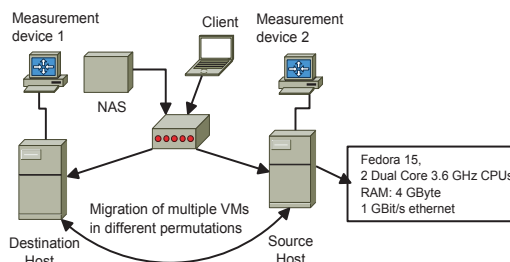 Measurement
device 1
Client
Measurement
device 2
NAS
Fedora 15,
2 Dual Core 3.6 GHz CPUs
RAM: 4 GByte
1 GBit/s ethernet
Migration of multiple VMs
in different permutations
Destination
Host
Source
Host